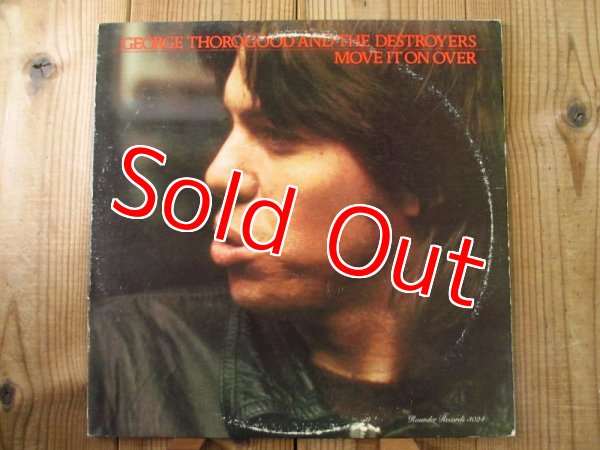 GEORGE THOROGOOD AND THE DESTROYERS
MOVE IT ON OVER
Sold Out
Rounder Records 3024